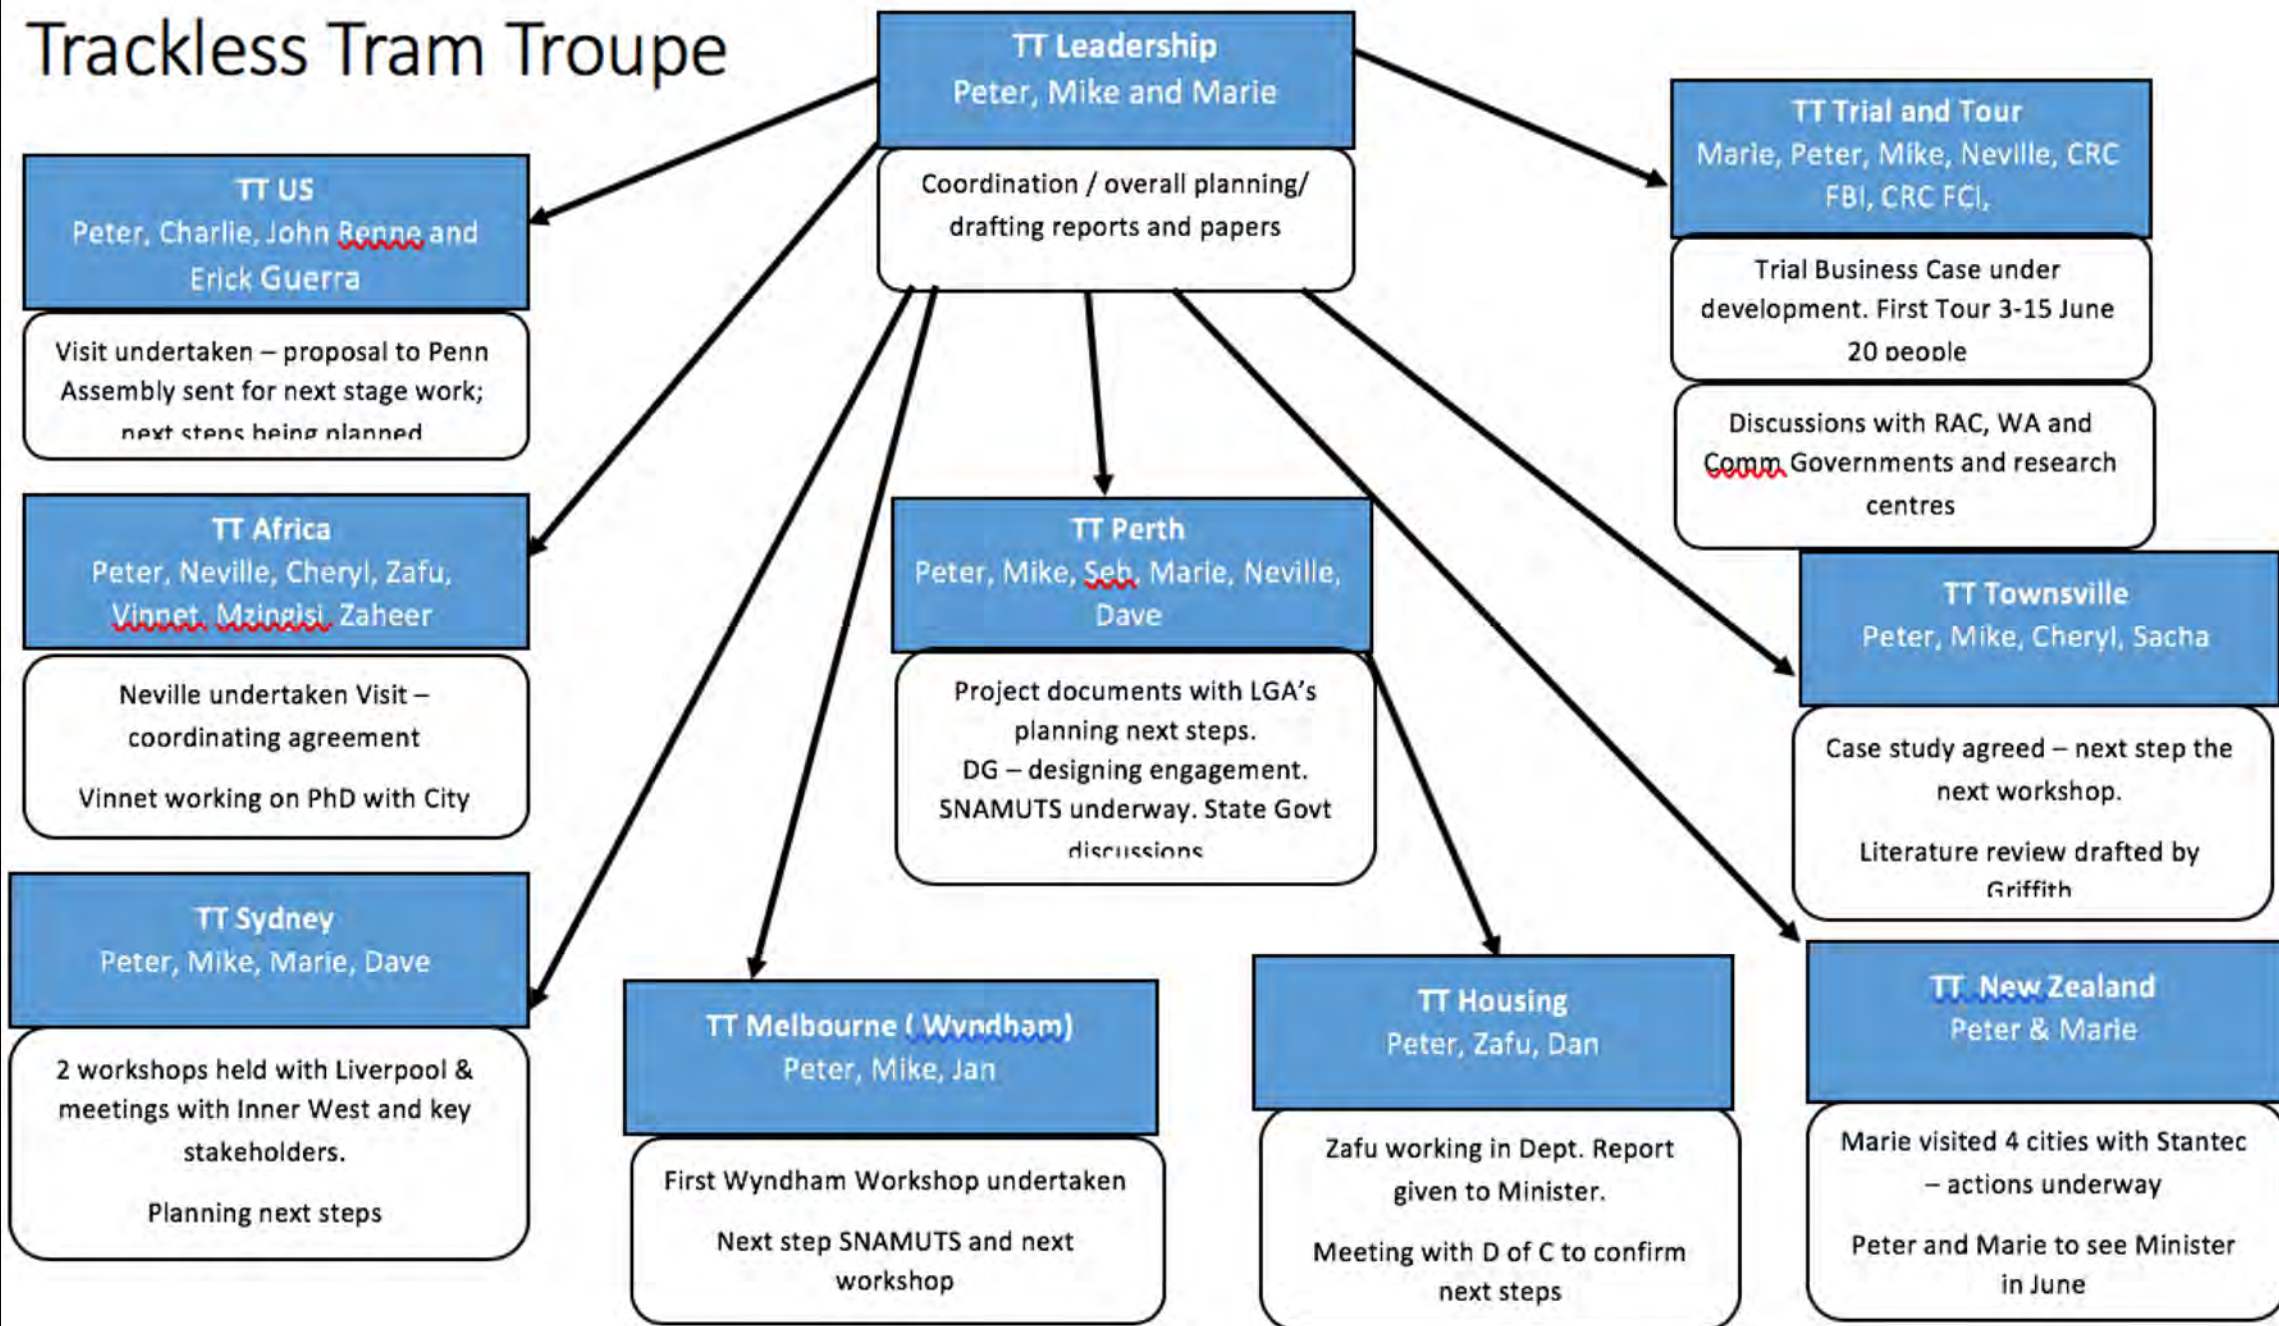 Trackless Tram Troupe
TT Leadership
Peter, Mike and Marie
Coordination / overall planning/
drafting reports and papers
TT Trial and Tour
Marie, Peter, Mike, Neville, CRC
FBI, CRC FCI,
Trial Business Case under
development. First Tour 3-15 June
20 people
Discussions with RAC, WA and
Comm Governments and research
centres
TT US
Peter, Charlie, John Renne and
Erick Guerra
Visit undertaken – proposal to Penn
Assembly sent for next stage work;
next steps being planned
TT Africa
Peter, Neville, Cheryl, Zafu,
Vinnet, Mzingisi, Zaheer
Neville undertaken Visit –
coordinating agreement
Vinnet working on PhD with City
TT Perth
Peter, Mike, Seb, Marie, Neville,
Dave
Project documents with LGA’s
planning next steps.
DG – designing engagement.
SNAMUTS underway. State Govt
discussions
TT Townsville
Peter, Mike, Cheryl, Sacha
Case study agreed – next step the
next workshop.
Literature review drafted by
Griffith
TT Sydney
Peter, Mike, Marie, Dave
2 workshops held with Liverpool &
meetings with Inner West and key
stakeholders.
Planning next steps
TT Melbourne ( Wyndham)
Peter, Mike, Jan
First Wyndham Workshop undertaken
Next step SNAMUTS and next
workshop
TT Housing
Peter, Zafu, Dan
Zafu working in Dept. Report
given to Minister.
Meeting with D of C to confirm
next steps
TT New Zealand
Peter & Marie
Marie visited 4 cities with Stantec
– actions underway
Peter and Marie to see Minister
in June